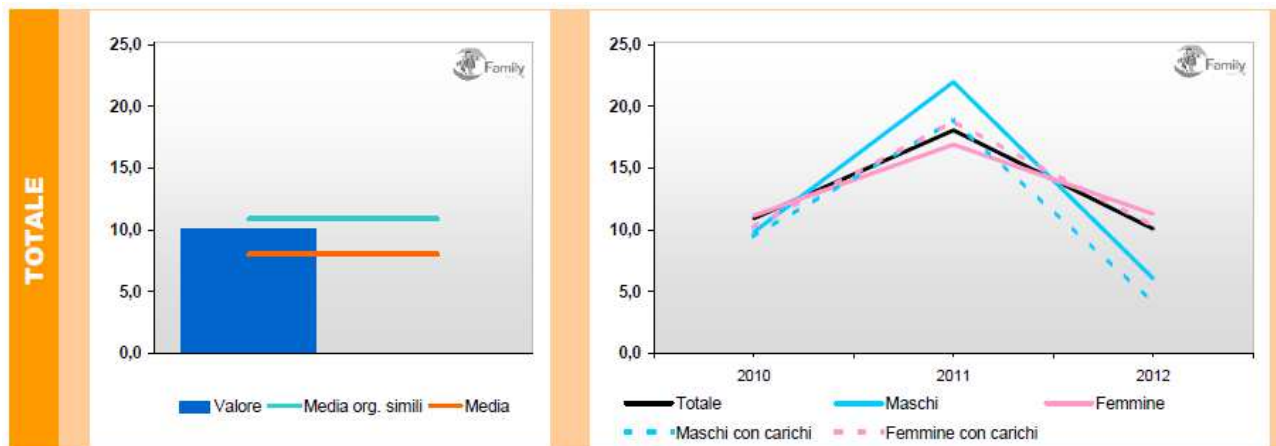 TOTALE
25,0
20,0
15,0
10,0
5,0
0,0
Family
Valore Media org. simili Media
25,0
20,0
15,0
10,0
5,0
0,0
Family
2010 2011 2012
Totale Maschi Femmine
Maschi con carichi Femmine con carichi